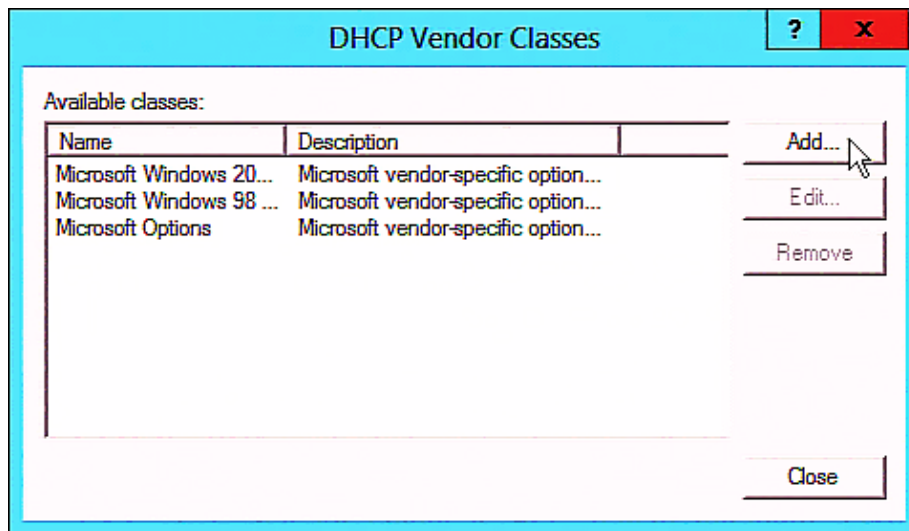 DHCP Vendor Classes
? x
Available classes:
Name Description
Add...
Microsoft Windows 20... Microsoft vendor-specific option...
Microsoft Windows 98 ... Microsoft vendor-specific option...
Edit...
Microsoft Options Microsoft vendor-specific option...
Remove
Close